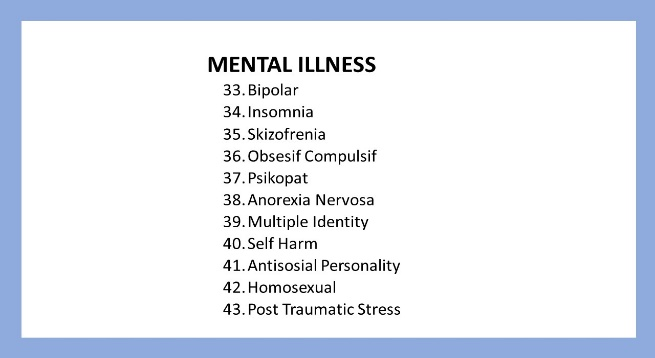 MENTAL ILLNESS
33. Bipolar
34. Insomnia
35. Skizofrenia
36. Obsesif Compulsif
37. Psikopat
38. Anorexia Nervosa
39. Multiple Identity
40. Self Harm
41. Antisosial Personality
42. Homosexual
43. Post Traumatic Stress